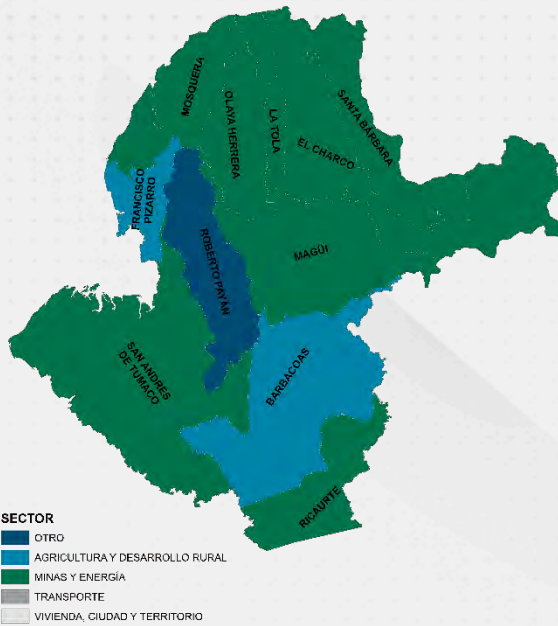 MOSQUERA
OLAYA HERRERA
LA TOLA
SANTA BÁRBARA
EL CHARCO
FRANCISCO
PIZARRO
ROBERTO PAYÁN
MAGÜI
SAN ANDRÉS
DE TUMACO
BARBACOAS
RICAURTE
SECTOR
OTRO
AGRICULTURA Y DESARROLLO RURAL
MINAS Y ENERGÍA
TRANSPORTE
VIVIENDA, CIUDAD Y TERRITORIO